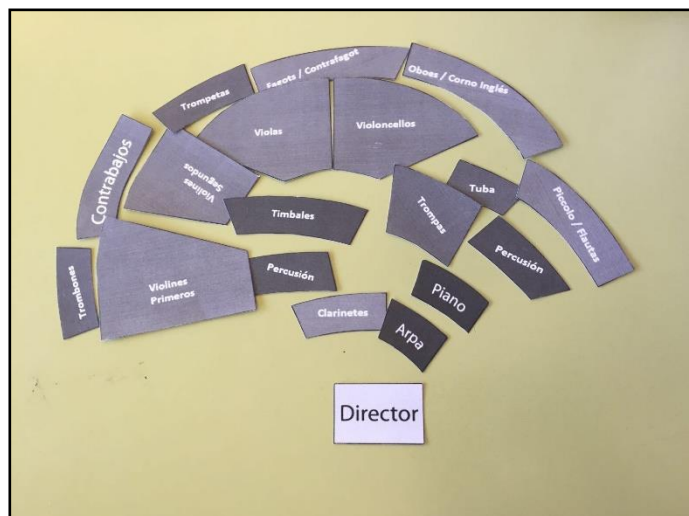 Fagots / Contrafagot
Oboes / Corno Inglés
Trompetas
Violas
Violoncellos
Contrabajos
Violines
Segundos
Timbales
Trompas
Tuba
Piccolo / Flautas
Trombones
Violines
Primeros
Percusión
Percusión
Piano
Clarinetes
Arpa
Director